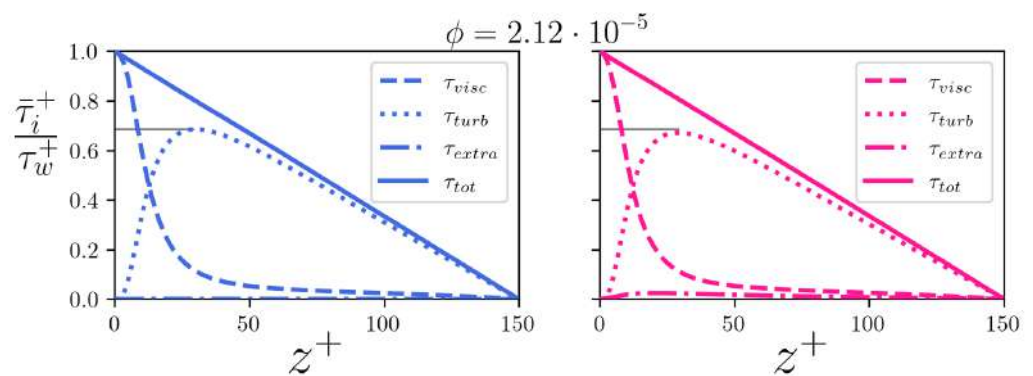 ϕ = 2.12 · 10⁻⁵
τ̄ᵢ⁺
τ_w⁺
1.0
0.8
0.6
0.4
0.2
0.0
τ_visc
τ_turb
τ_extra
τ_tot
0 50 100 150
z⁺
τ_visc
τ_turb
τ_extra
τ_tot
0 50 100 150
z⁺